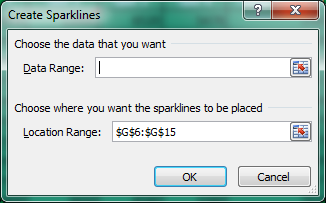 Create Sparklines
Choose the data that you want
Data Range:
Choose where you want the sparklines to be placed
Location Range: $G$6:$G$15
OK Cancel